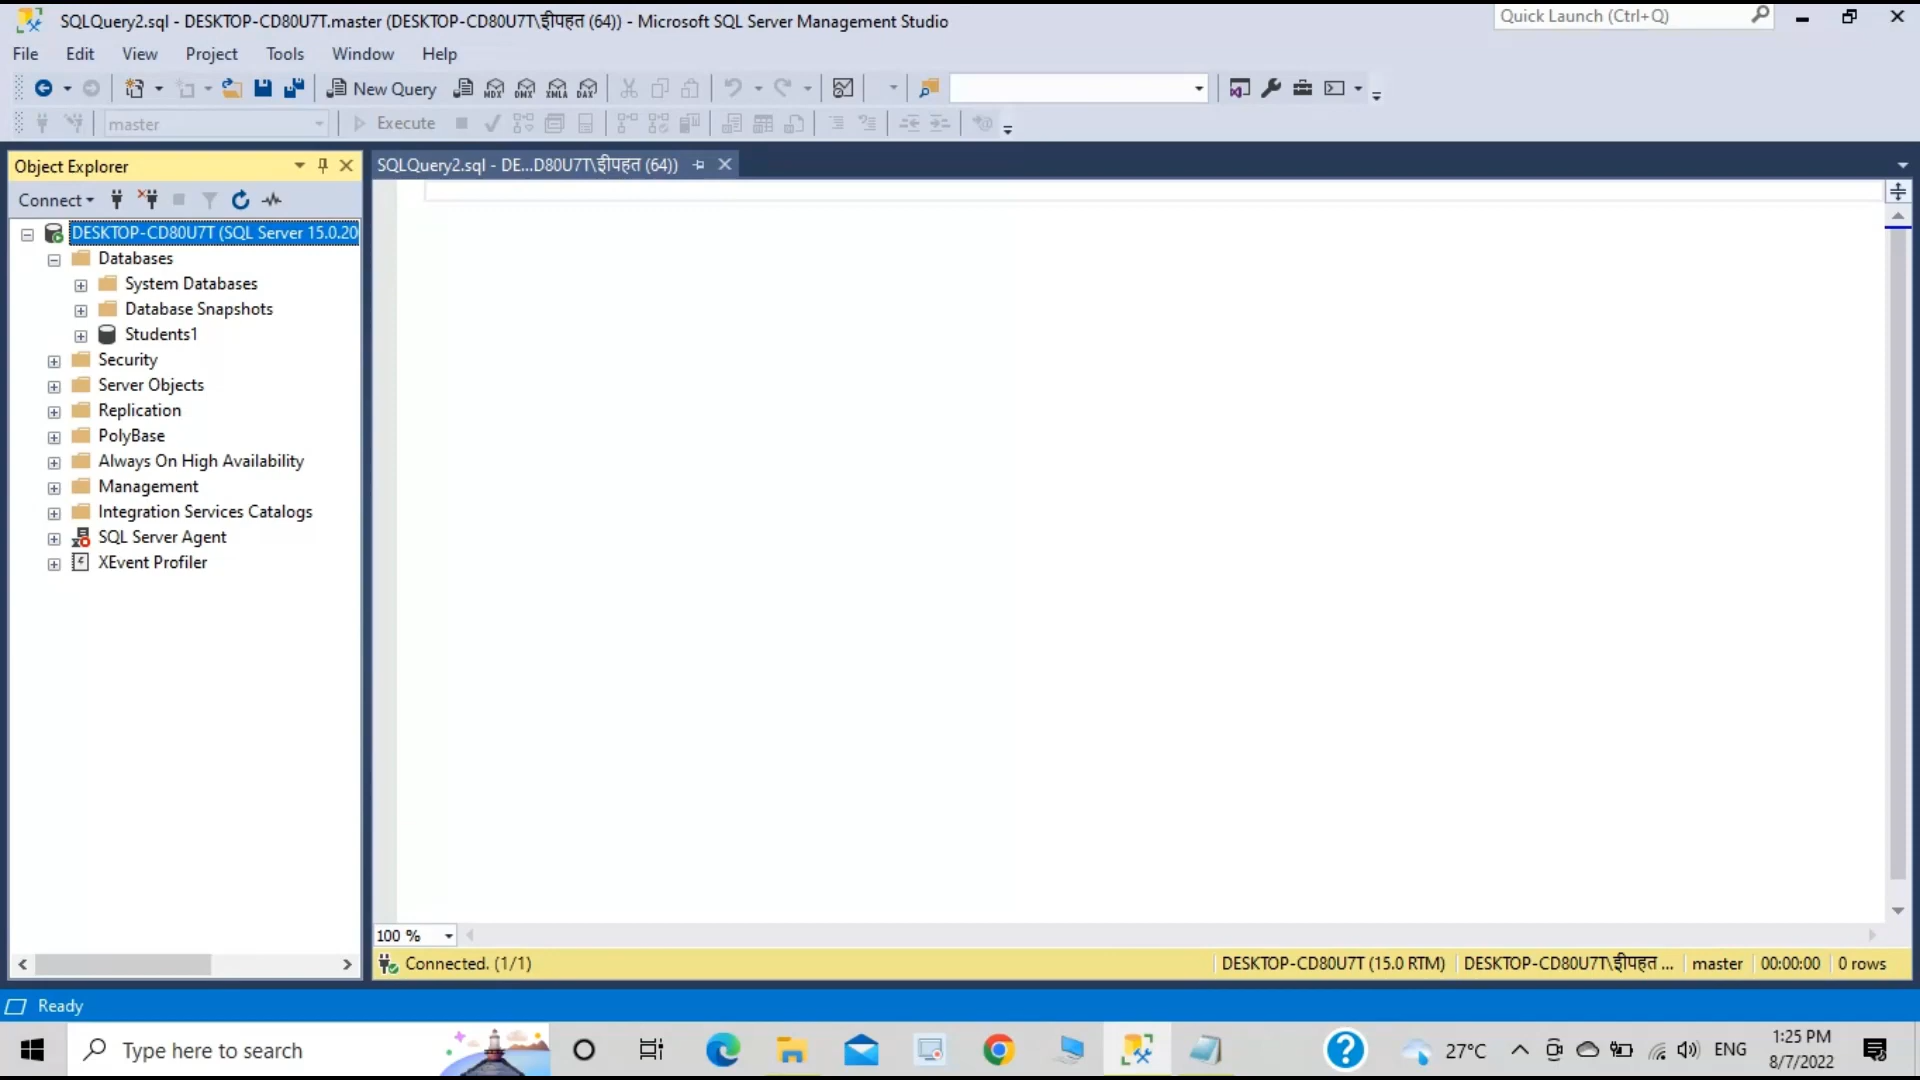 SQLQuery2.sql - DESKTOP-CD80U7T.master (DESKTOP-CD80U7T\झीपहत (64)) - Microsoft SQL Server Management Studio
Quick Launch (Ctrl+Q)
File Edit View Project Tools Window Help
New Query MDX DMX XMLA DAX
master Execute
Object Explorer
SQLQuery2.sql - DE...D80U7T\झीपहत (64))
Connect
DESKTOP-CD80U7T (SQL Server 15.0.20
Databases
System Databases
Database Snapshots
Students1
Security
Server Objects
Replication
PolyBase
Always On High Availability
Management
Integration Services Catalogs
SQL Server Agent
XEvent Profiler
100 %
Connected. (1/1)
DESKTOP-CD80U7T (15.0 RTM) DESKTOP-CD80U7T\झीपहत ... master 00:00:00 0 rows
Ready
Type here to search
27°C ENG
1:25 PM
8/7/2022